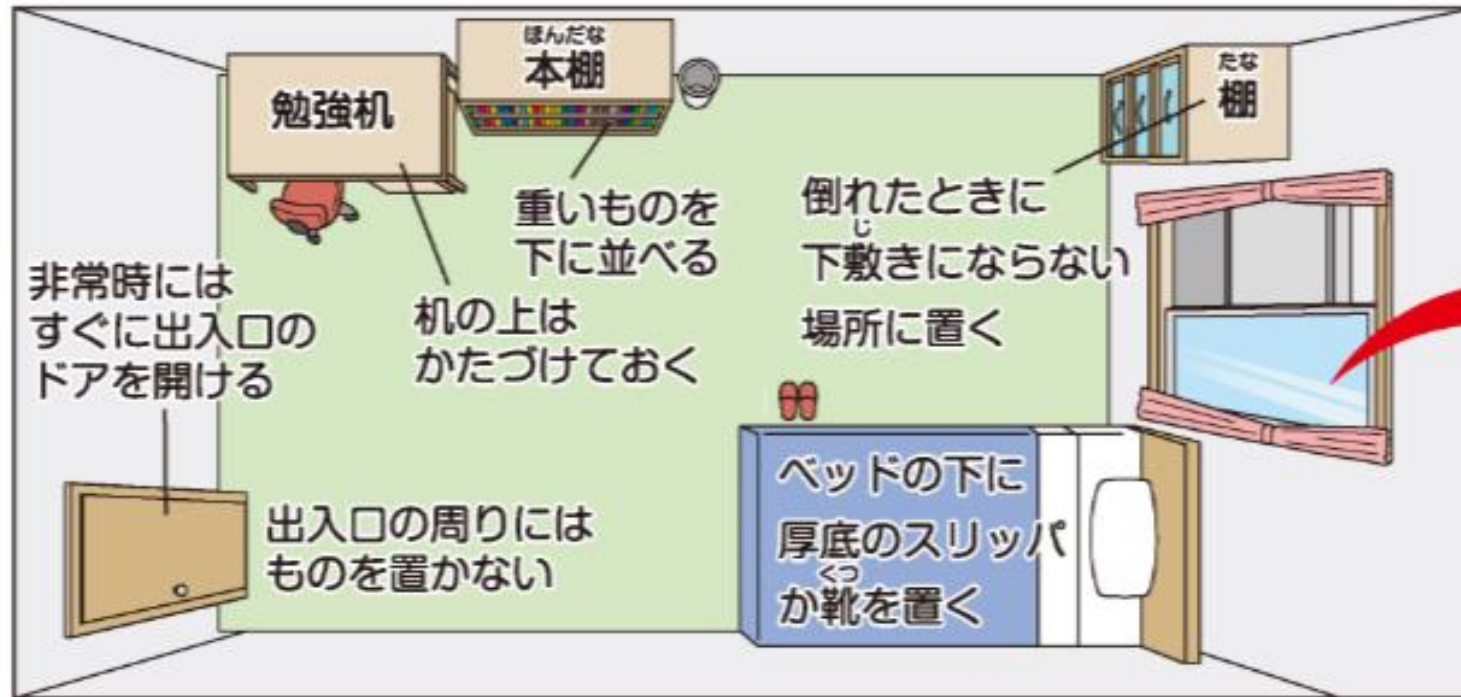 勉強机
ほんだな
本棚
たな
棚
重いものを
下に並べる
倒れたときに
じ
下敷きにならない
場所に置く
机の上は
かたづけておく
非常時には
すぐに出入口の
ドアを開ける
出入口の周りには
ものを置かない
ベッドの下に
厚底のスリッパ
くつ
か靴を置く